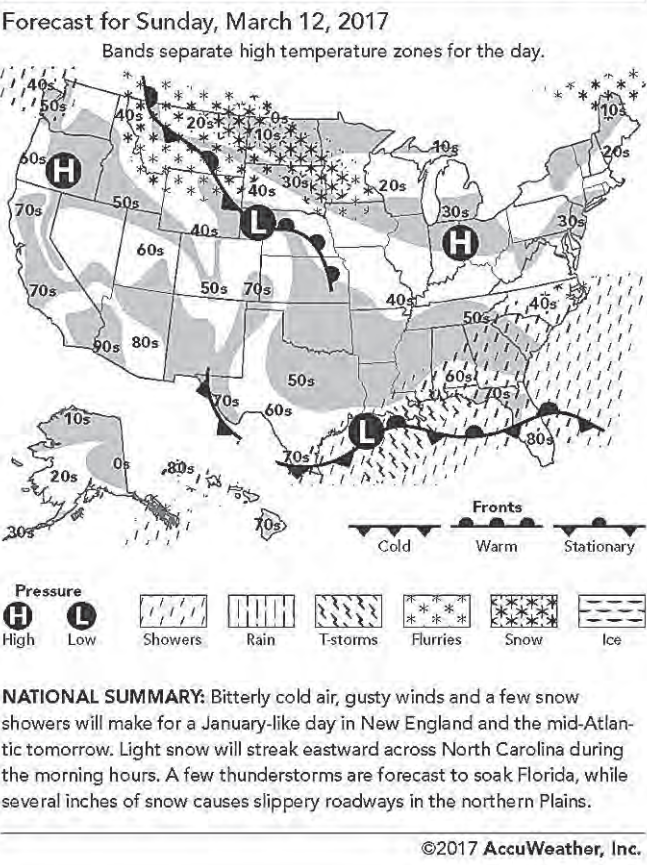 Forecast for Sunday, March 12, 2017
Bands separate high temperature zones for the day.
40s
50s
40s
20s
0s
10s
10s
10s
20s
60s
H
30s
20s
40s
50s
70s
40s
L
30s
H
30s
60s
50s
70s
70s
40s
40s
50s
90s
80s
50s
60s
70s
70s
60s
L
80s
70s
10s
20s
0s
30s
80s
70s
Fronts
Cold Warm Stationary
Pressure
H L
High Low Showers Rain T-storms Flurries Snow Ice
NATIONAL SUMMARY: Bitterly cold air, gusty winds and a few snow
showers will make for a January-like day in New England and the mid-Atlan-
tic tomorrow. Light snow will streak eastward across North Carolina during
the morning hours. A few thunderstorms are forecast to soak Florida, while
several inches of snow causes slippery roadways in the northern Plains.
©2017 AccuWeather, Inc.